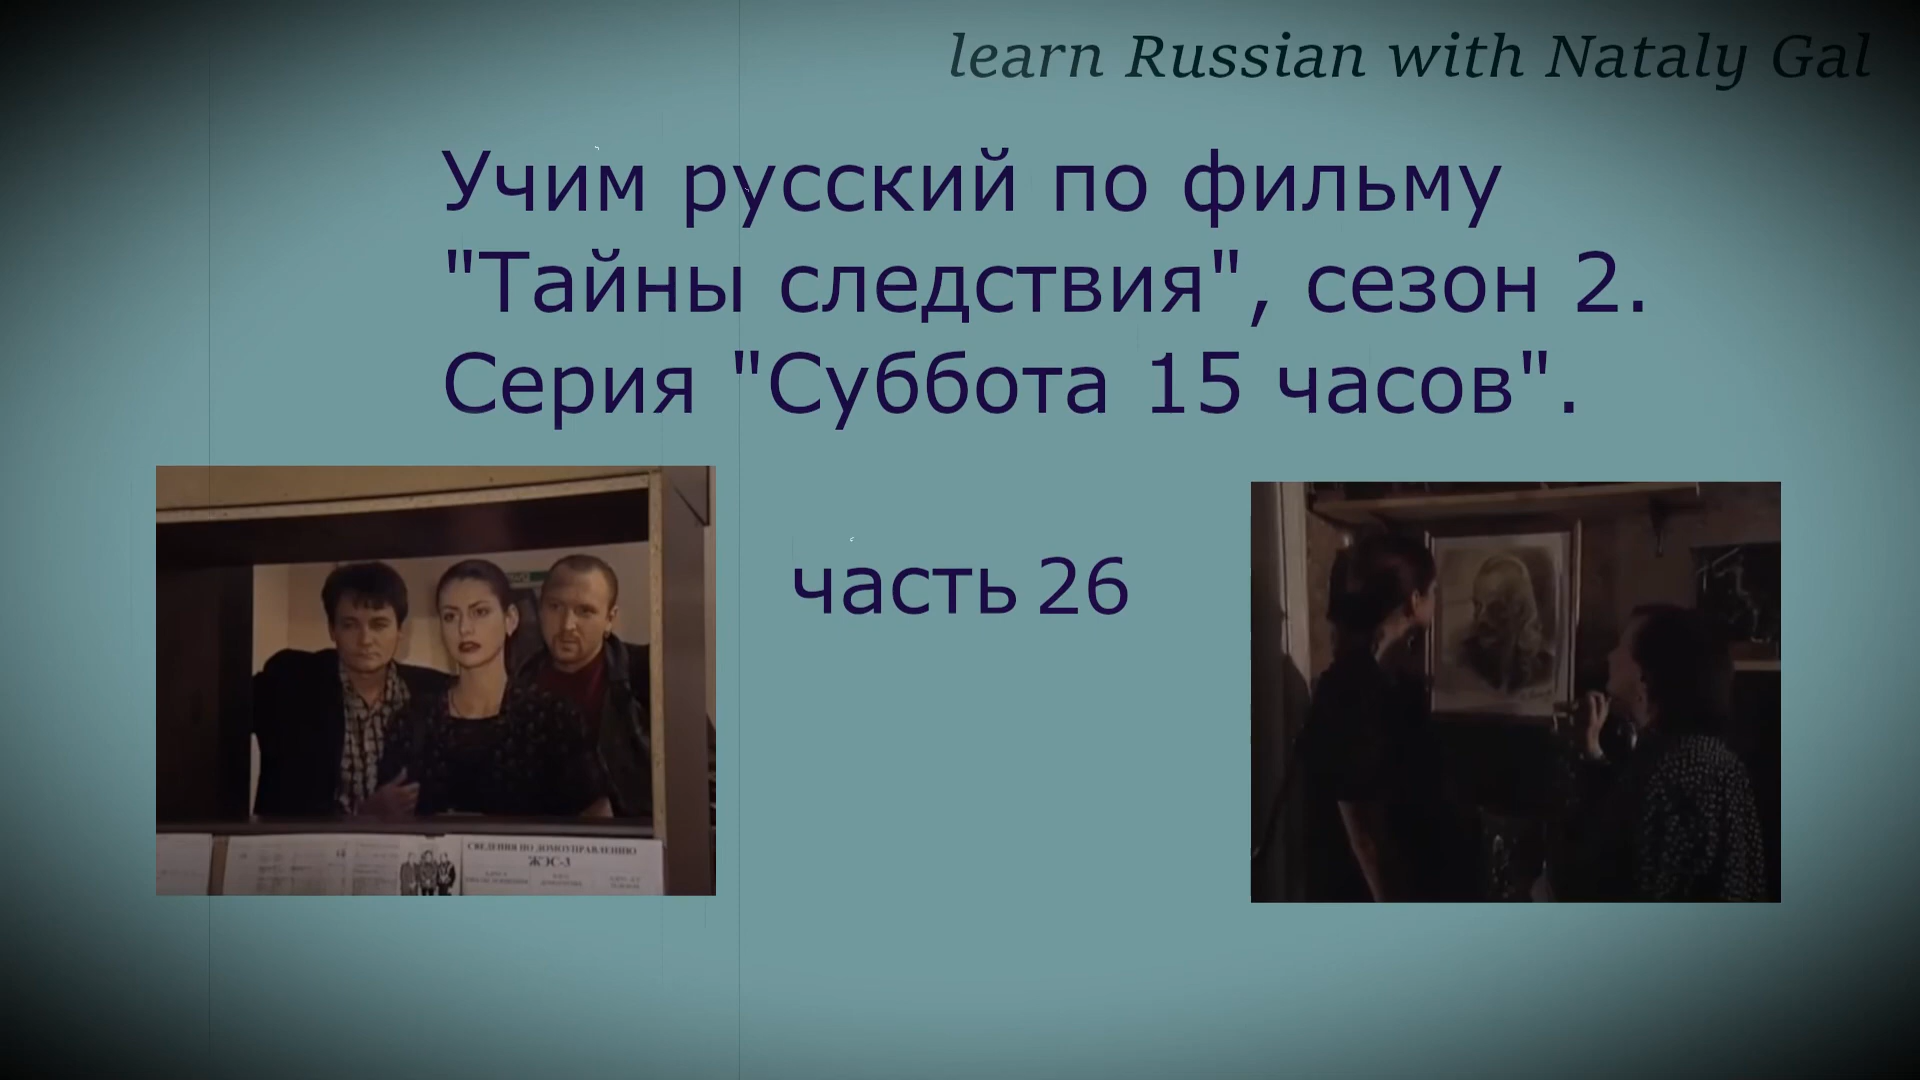 learn Russian with Nataly Gal
Учим русский по фильму
"Тайны следствия", сезон 2.
Серия "Суббота 15 часов".
часть 26
СВЕДЕНИЯ ПО ДОМОУПРАВЛЕНИЮ
ЖЭС-3